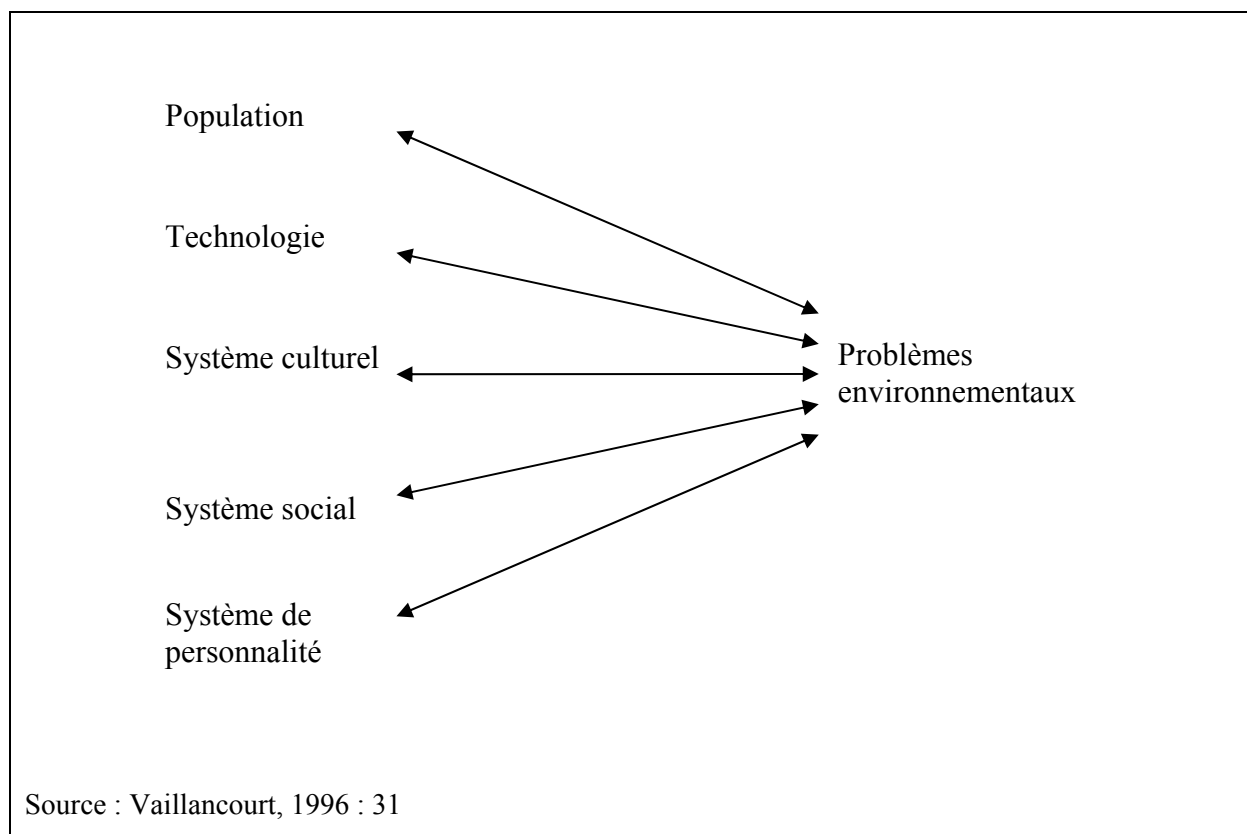 Population
Technologie
Système culturel
Problèmes
environnementaux
Système social
Système de
personnalité
Source : Vaillancourt, 1996 : 31